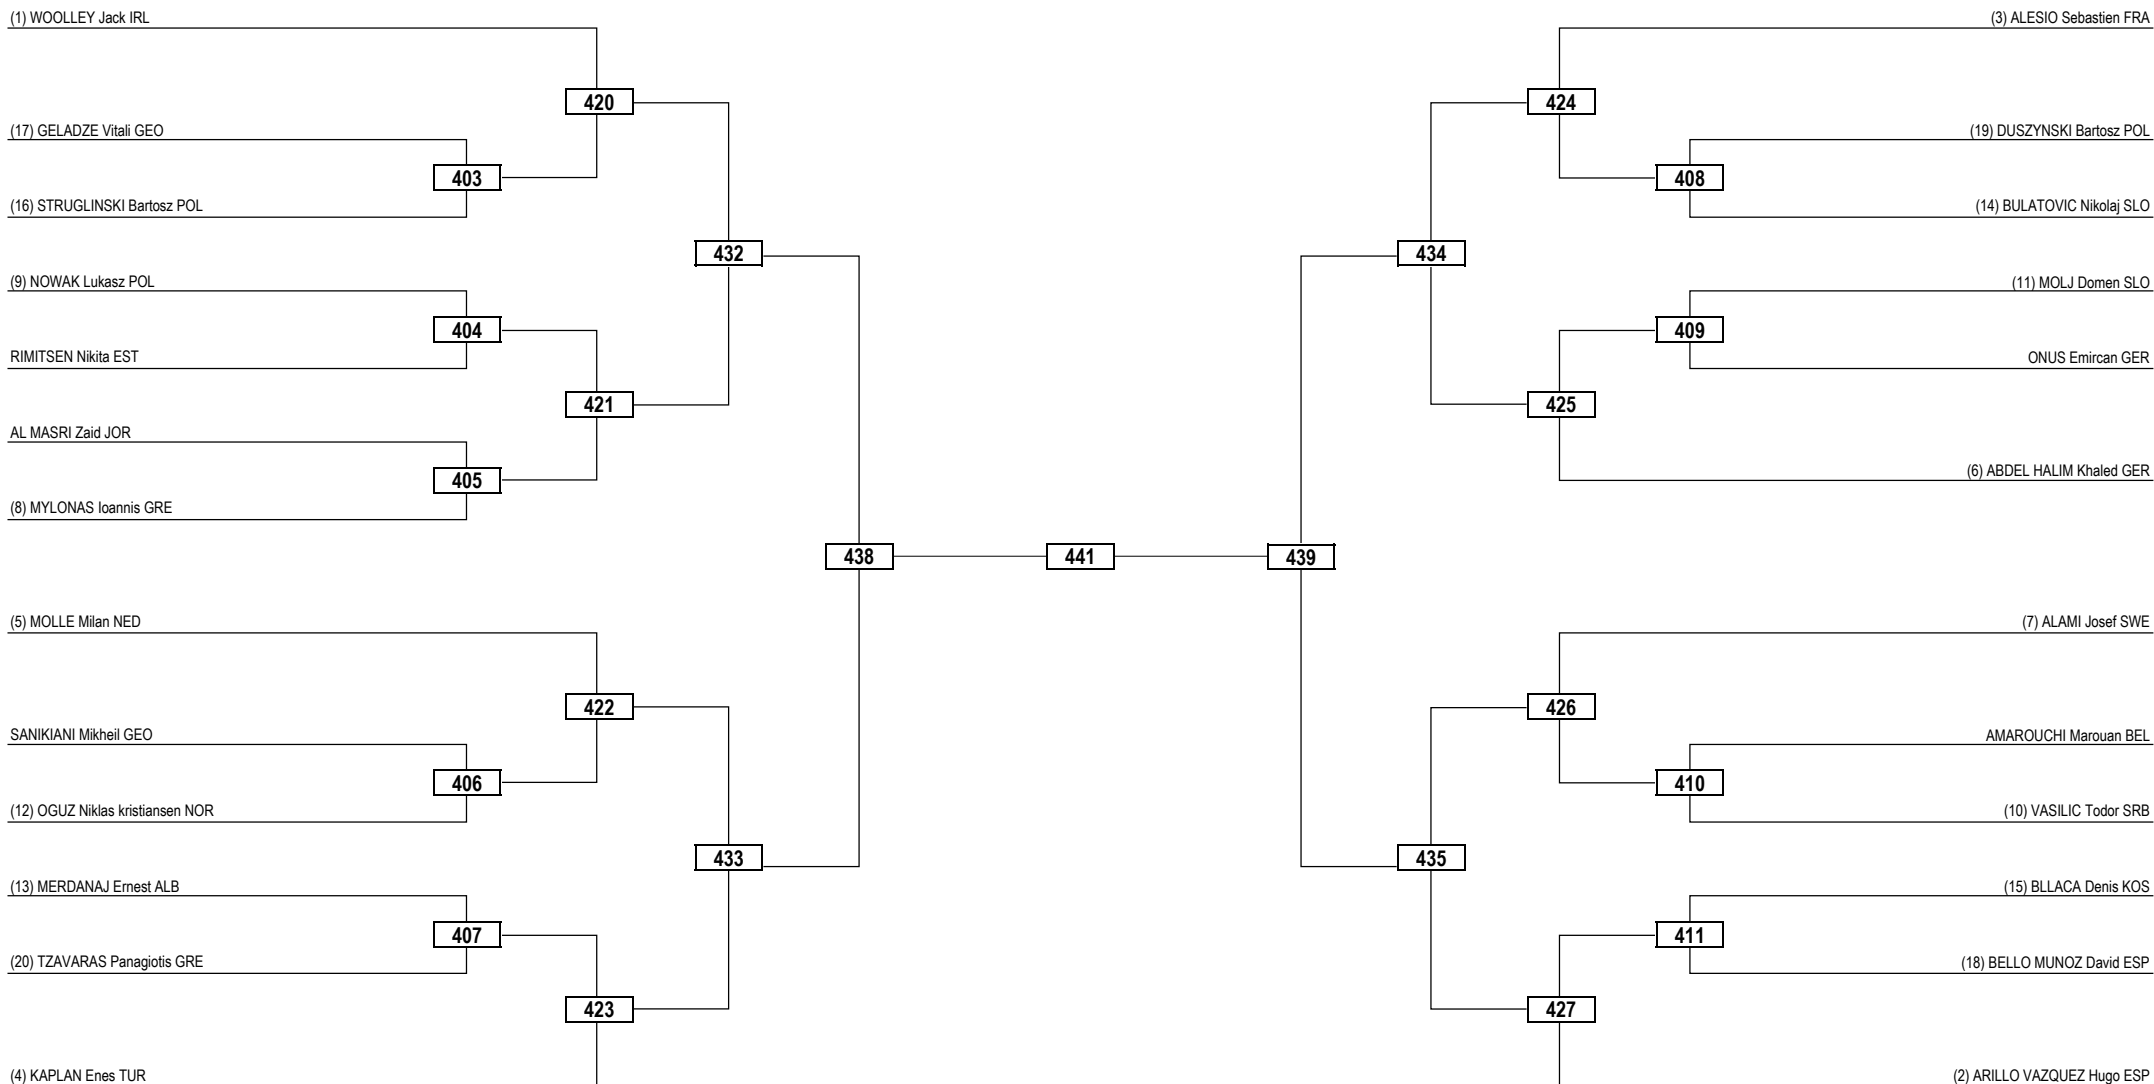 (1) WOOLLEY Jack IRL
(3) ALESIO Sebastien FRA
420
424
(17) GELADZE Vitali GEO
(19) DUSZYNSKI Bartosz POL
403
408
(16) STRUGLINSKI Bartosz POL
(14) BULATOVIC Nikolaj SLO
432
434
(9) NOWAK Lukasz POL
(11) MOLJ Domen SLO
404
409
RIMITSEN Nikita EST
ONUS Emircan GER
421
425
AL MASRI Zaid JOR
405
(6) ABDEL HALIM Khaled GER
(8) MYLONAS Ioannis GRE
438
441
439
(5) MOLLE Milan NED
(7) ALAMI Josef SWE
422
426
SANIKIANI Mikheil GEO
AMAROUCHI Marouan BEL
406
410
(12) OGUZ Niklas kristiansen NOR
(10) VASILIC Todor SRB
433
435
(13) MERDANAJ Ernest ALB
(15) BLLACA Denis KOS
407
411
(20) TZAVARAS Panagiotis GRE
(18) BELLO MUNOZ David ESP
423
427
(4) KAPLAN Enes TUR
(2) ARILLO VAZQUEZ Hugo ESP